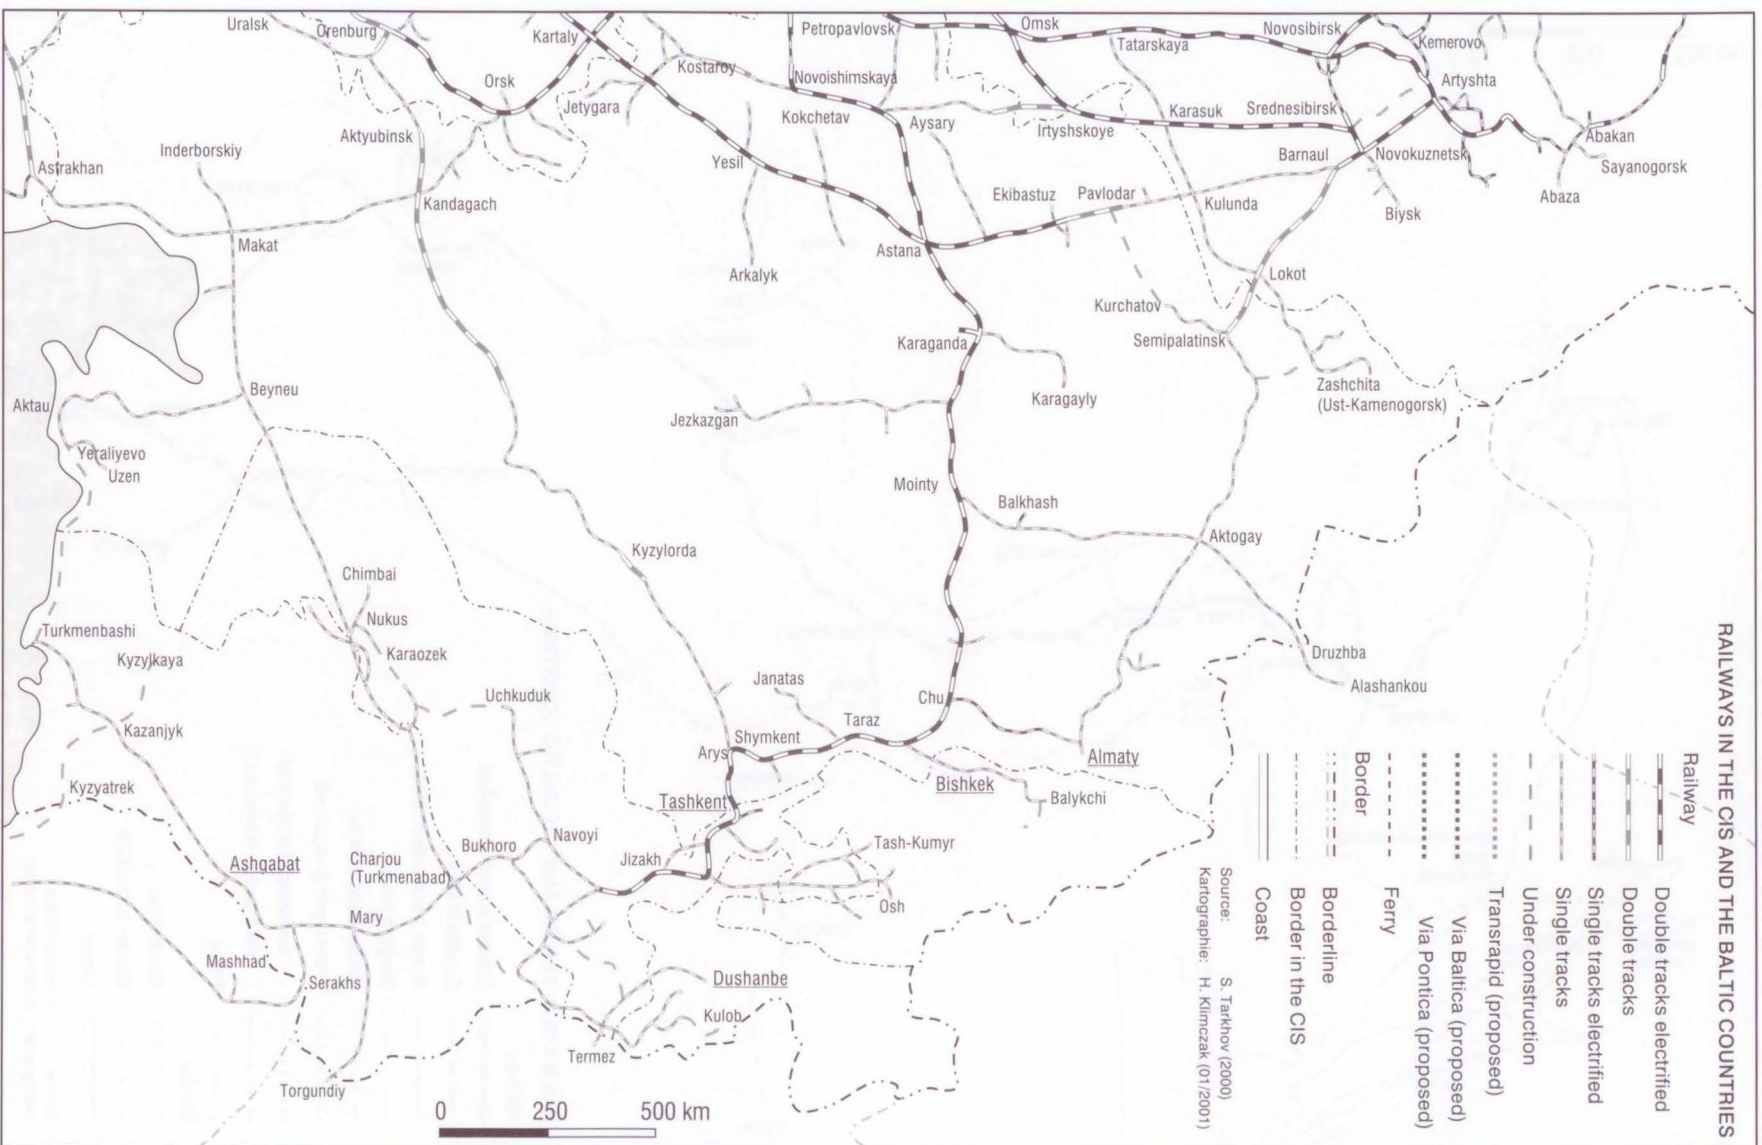 RAILWAYS IN THE CIS AND THE BALTIC COUNTRIES
Railway
Double tracks electrified
Double tracks
Single tracks electrified
Single tracks
Under construction
Transrapid (proposed)
Via Baltica (proposed)
Via Pontica (proposed)
Ferry
Border
Borderline
Border in the CIS
Coast
Source: S. Tarkhov (2000)
Kartographie: H. Klimczak (01/2001)
Uralsk
Orenburg
Kartaly
Petropavlovsk
Omsk
Tatarskaya
Novosibirsk
Kemerovo
Orsk
Jetygara
Kostaroy
Novoishimskaya
Artyshta
Aktyubinsk
Kokchetav
Aysary
Irtyshskoye
Karasuk
Srednesibirsk
Abakan
Inderborskiy
Astrakhan
Yesil
Barnaul
Novokuznetsk
Sayanogorsk
Kandagach
Ekibastuz
Pavlodar
Kulunda
Biysk
Abaza
Makat
Astana
Arkalyk
Lokot
Kurchatov
Karaganda
Semipalatinsk
Beyneu
Aktau
Karagayly
Zashchita
(Ust-Kamenogorsk)
Jezkazgan
Yeraliyevo
Uzen
Mointy
Balkhash
Kyzylorda
Aktogay
Chimbai
Nukus
Turkmenbashi
Kyzylkaya
Karaozek
Druzhba
Janatas
Alashankou
Uchkuduk
Chu
Kazanjyk
Taraz
Shymkent
Arys
Almaty
Kyzyatrek
Bishkek
Balykchi
Tashkent
Tash-Kumyr
Navoyi
Bukhoro
Jizakh
Ashgabat
Charjou
(Turkmenabad)
Osh
Mary
Mashhad
Serakhs
Dushanbe
Kulob
Termez
Torgundiy
0 250 500 km